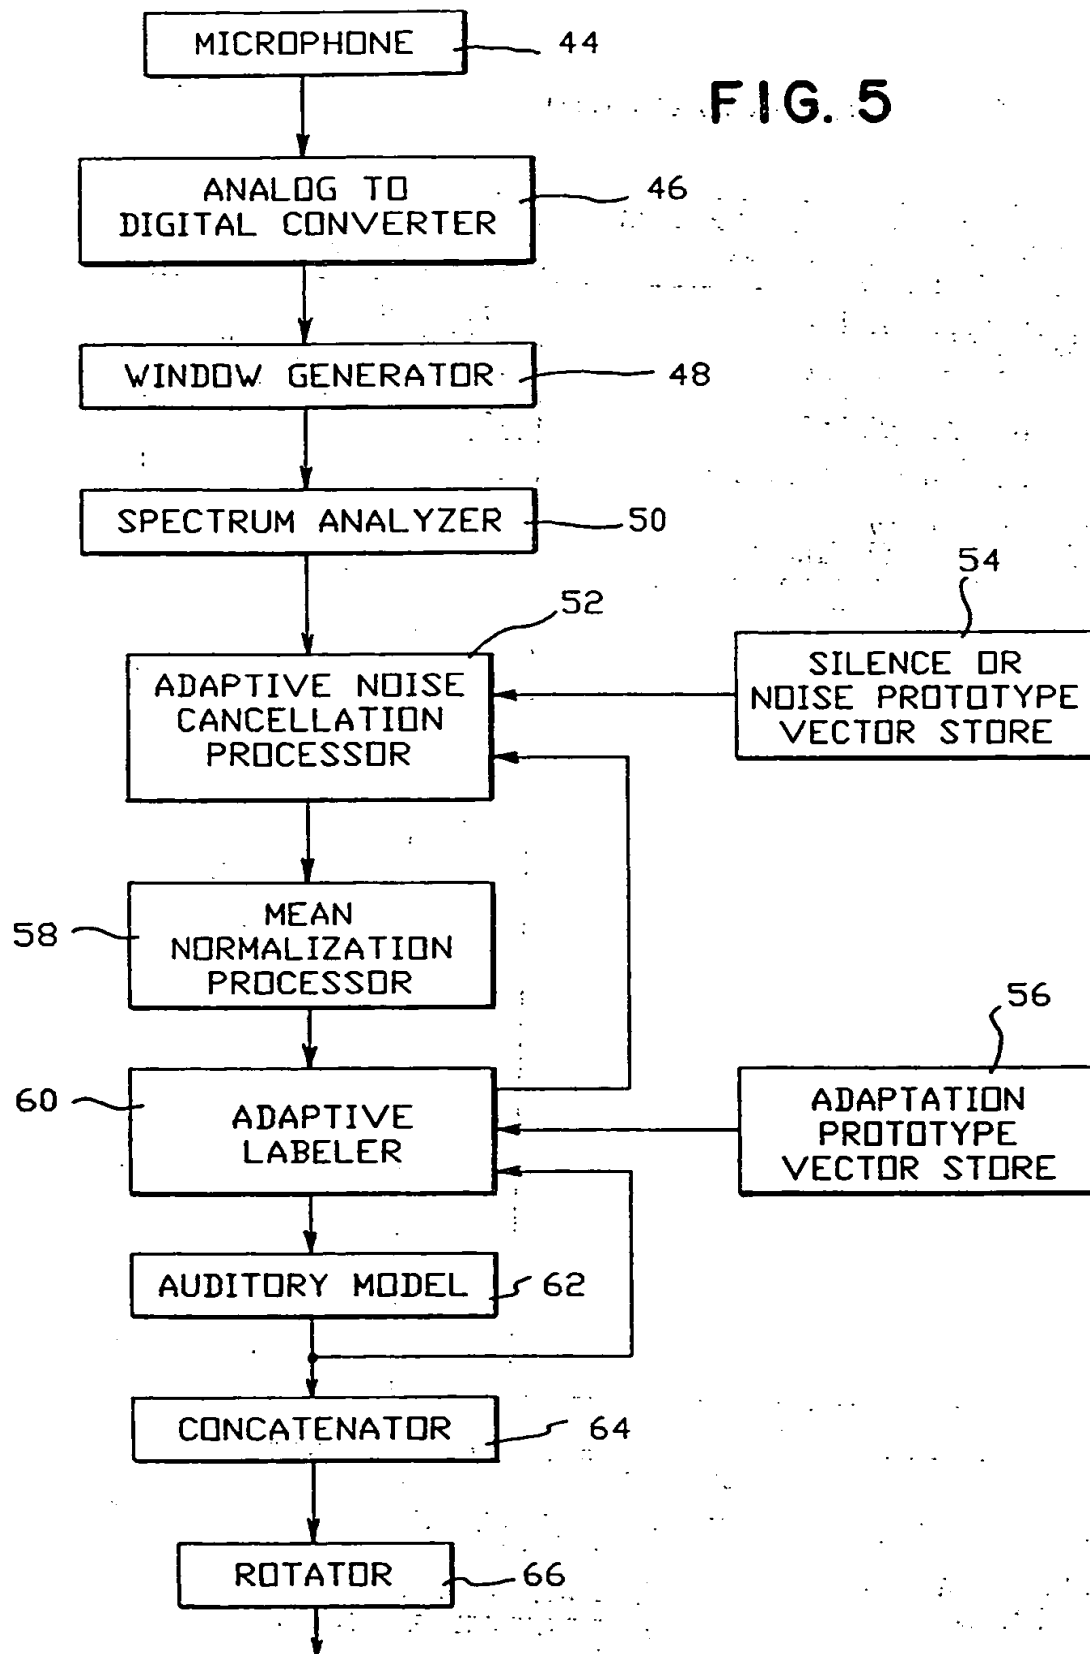 MICROPHONE
44
FIG. 5
ANALOG TO
DIGITAL CONVERTER
46
WINDOW GENERATOR
48
SPECTRUM ANALYZER
50
52
54
ADAPTIVE NOISE
CANCELLATION
PROCESSOR
SILENCE OR
NOISE PROTOTYPE
VECTOR STORE
58
MEAN
NORMALIZATION
PROCESSOR
56
60
ADAPTIVE
LABELER
ADAPTATION
PROTOTYPE
VECTOR STORE
AUDITORY MODEL
62
CONCATENATOR
64
ROTATOR
66